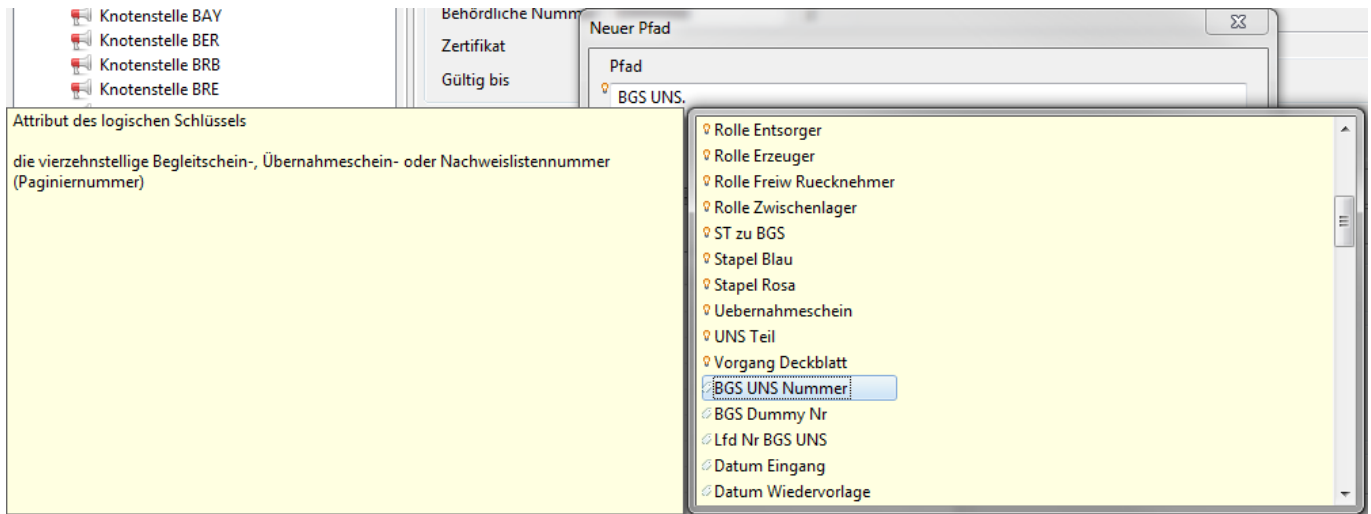 Knotenstelle BAY
Knotenstelle BER
Knotenstelle BRB
Knotenstelle BRE
Behördliche Numm
Zertifikat
Gültig bis
Neuer Pfad
Pfad
BGS UNS.
Attribut des logischen Schlüssels
die vierzehnstellige Begleitschein-, Übernahmeschein- oder Nachweislistennummer
(Paginiernummer)
Rolle Entsorger
Rolle Erzeuger
Rolle Freiw Ruecknehmer
Rolle Zwischenlager
ST zu BGS
Stapel Blau
Stapel Rosa
Uebernahmeschein
UNS Teil
Vorgang Deckblatt
BGS UNS Nummer
BGS Dummy Nr
Lfd Nr BGS UNS
Datum Eingang
Datum Wiedervorlage